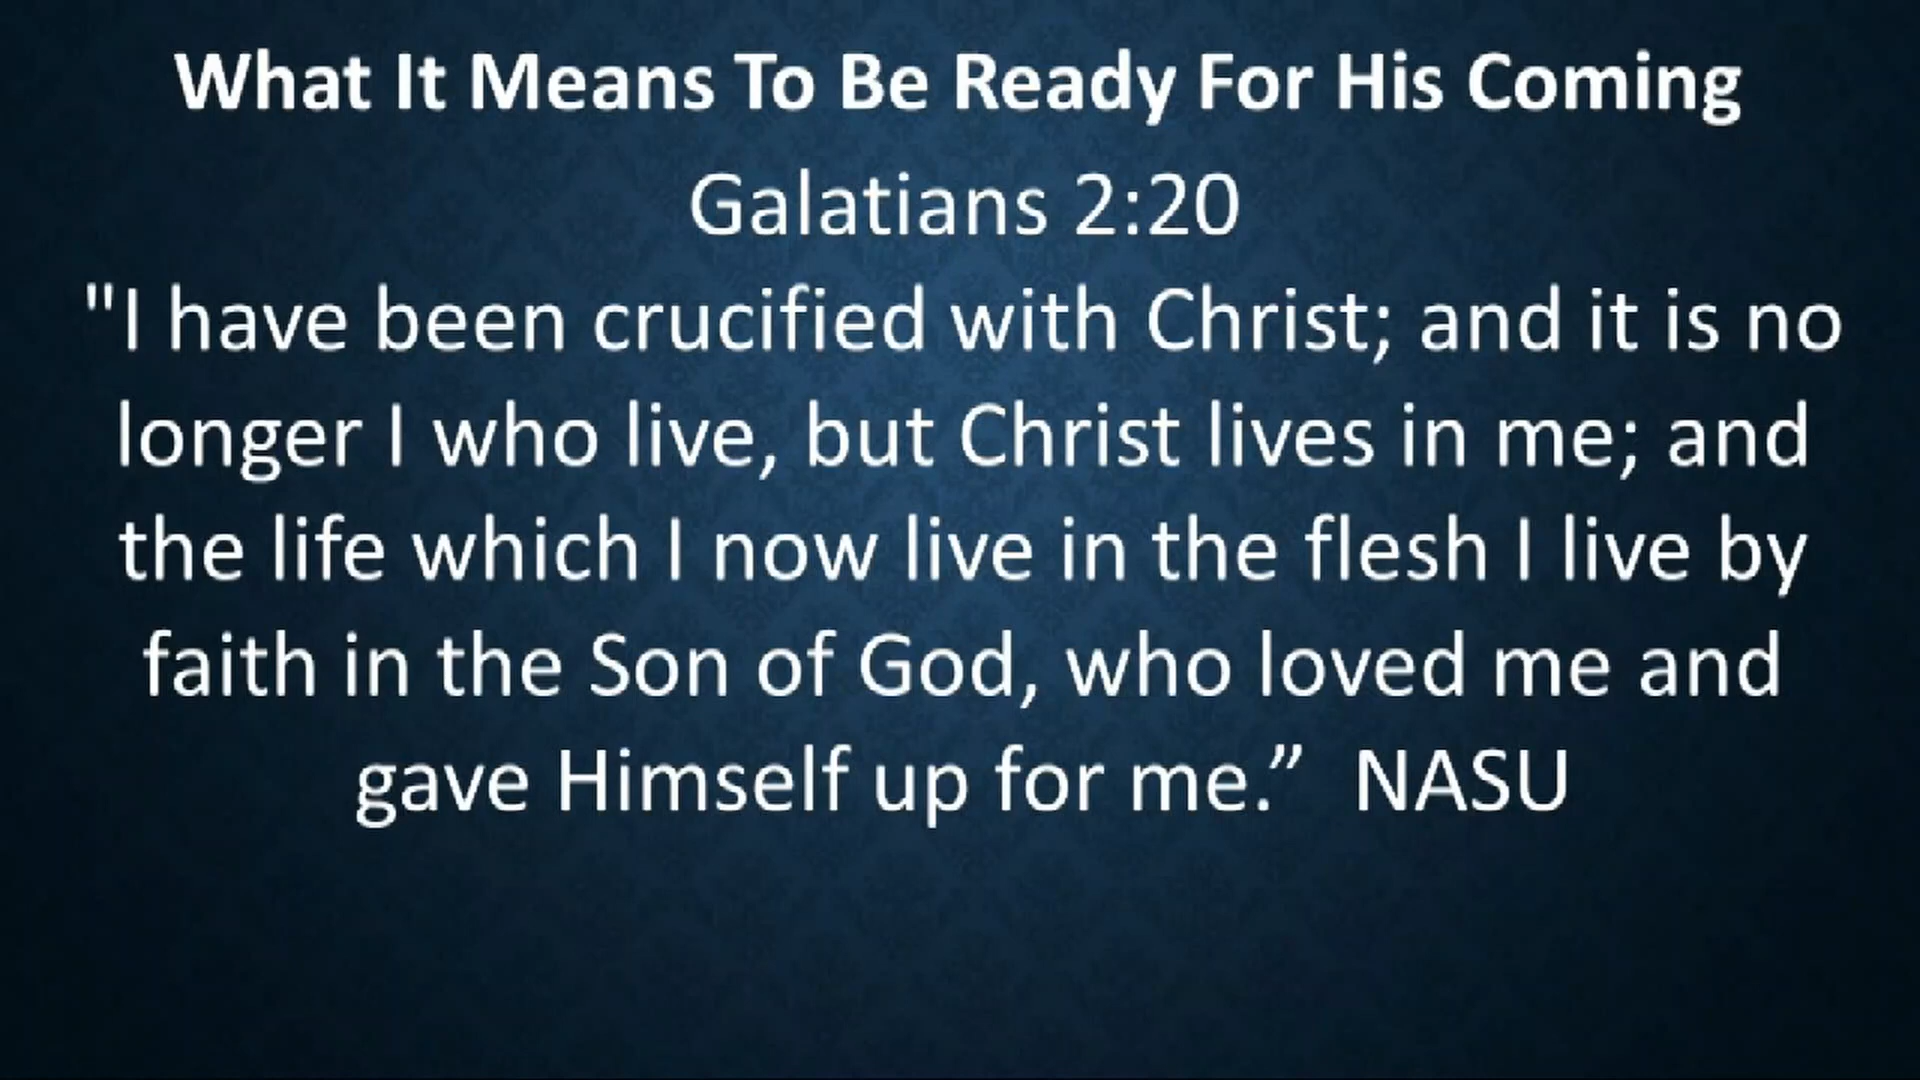 What It Means To Be Ready For His Coming
Galatians 2:20
"I have been crucified with Christ; and it is no
longer I who live, but Christ lives in me; and
the life which I now live in the flesh I live by
faith in the Son of God, who loved me and
gave Himself up for me.”  NASU